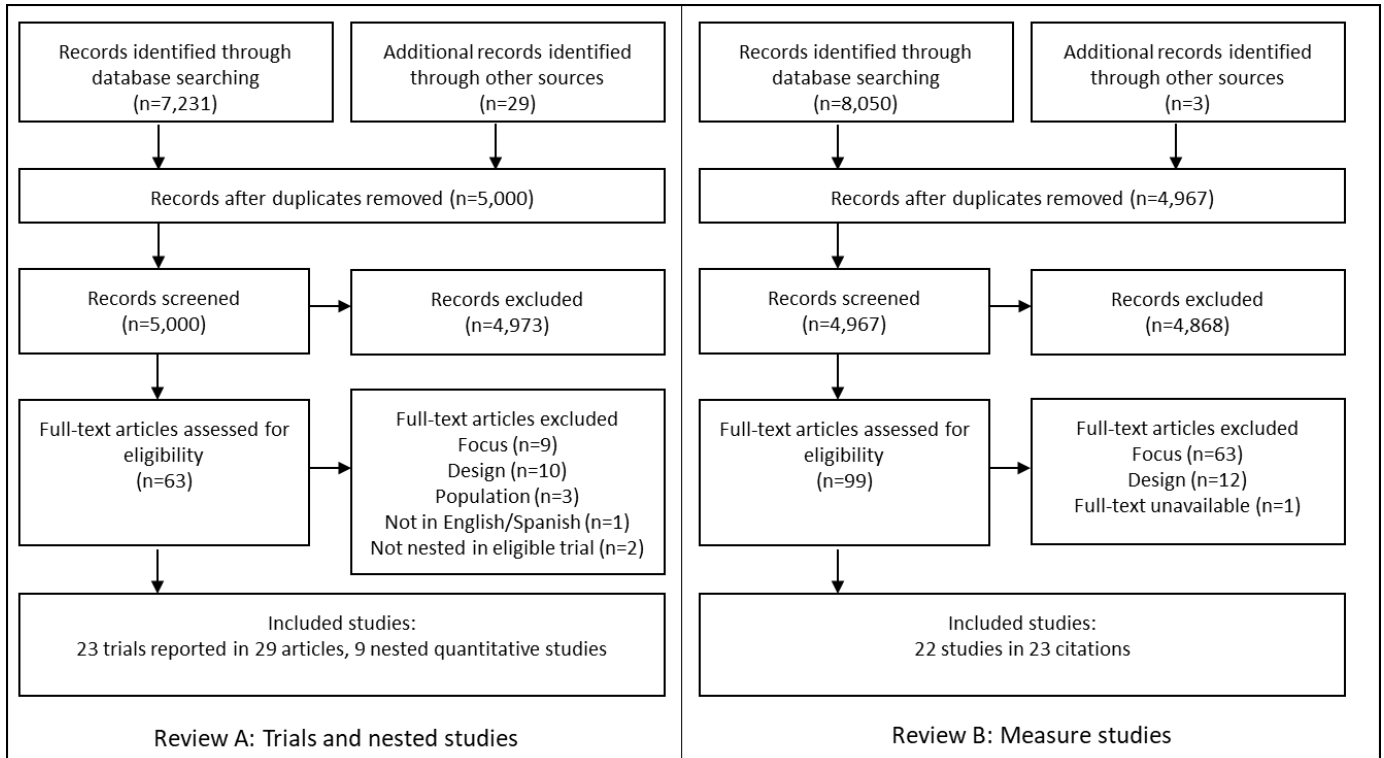 Records identified through
database searching
(n=7,231)
Additional records identified
through other sources
(n=29)
Records after duplicates removed (n=5,000)
Records screened
(n=5,000)
Records excluded
(n=4,973)
Full-text articles assessed for
eligibility
(n=63)
Full-text articles excluded
Focus (n=9)
Design (n=10)
Population (n=3)
Not in English/Spanish (n=1)
Not nested in eligible trial (n=2)
Included studies:
23 trials reported in 29 articles, 9 nested quantitative studies
Review A: Trials and nested studies
Records identified through
database searching
(n=8,050)
Additional records identified
through other sources
(n=3)
Records after duplicates removed (n=4,967)
Records screened
(n=4,967)
Records excluded
(n=4,868)
Full-text articles assessed for
eligibility
(n=99)
Full-text articles excluded
Focus (n=63)
Design (n=12)
Full-text unavailable (n=1)
Included studies:
22 studies in 23 citations
Review B: Measure studies